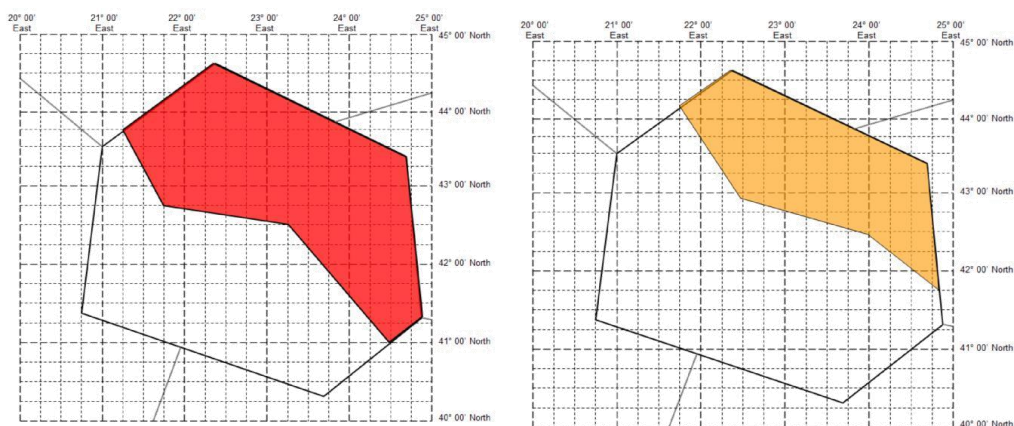 20° 00' 21° 00' 22° 00' 23° 00' 24° 00' 25° 00'
East East East East East East
45° 00' North
44° 00' North
43° 00' North
42° 00' North
41° 00' North
40° 00' North
20° 00' 21° 00' 22° 00' 23° 00' 24° 00' 25° 00'
East East East East East East
45° 00' North
44° 00' North
43° 00' North
42° 00' North
41° 00' North
40° 00' North